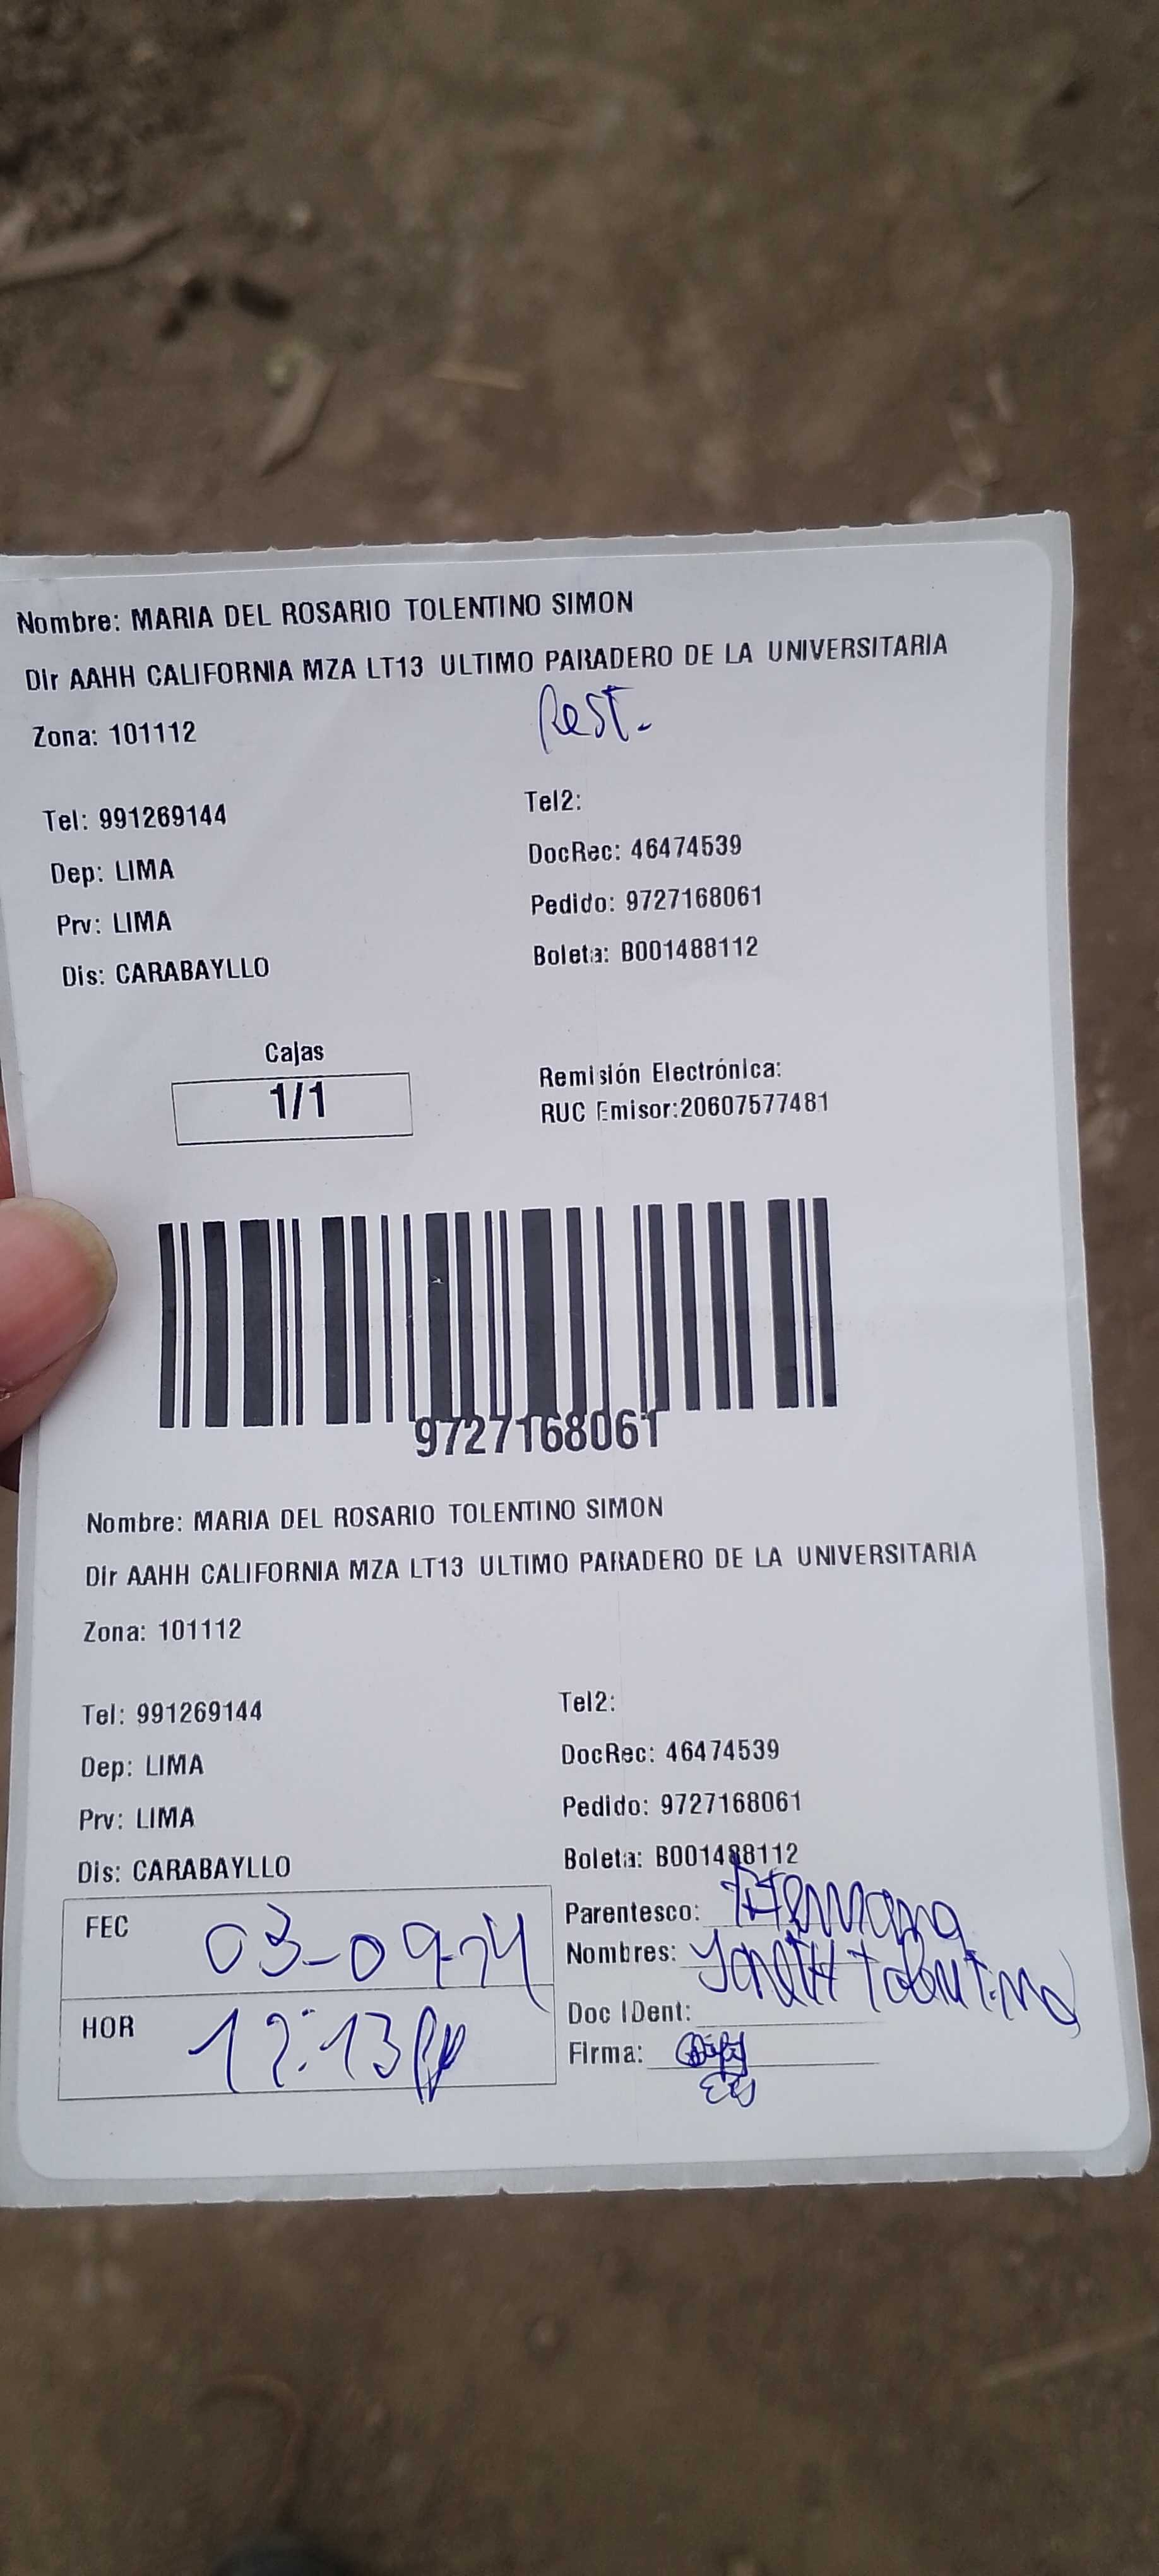 Nombre: MARIA DEL ROSARIO TOLENTINO SIMON
Dir AAHH CALIFORNIA MZA LT13 ULTIMO PARADERO DE LA UNIVERSITARIA
Rest.
Zona: 101112
Tel: 991269144 Tel2:
Dep: LIMA DocRec: 46474539
Prv: LIMA Pedido: 9727168061
Dis: CARABAYLLO Boleta: B001488112
Cajas
1/1
Remisión Electrónica:
RUC Emisor:20607577481
9727168061
Nombre: MARIA DEL ROSARIO TOLENTINO SIMON
Dir AAHH CALIFORNIA MZA LT13 ULTIMO PARADERO DE LA UNIVERSITARIA
Zona: 101112
Tel: 991269144 Tel2:
Dep: LIMA DocRec: 46474539
Prv: LIMA Pedido: 9727168061
Dis: CARABAYLLO Boleta: B001488112
FEC 03-09-24 Parentesco: Hermana
Nombres: Tolentino
HOR 12:13 Doc IDent:
Firma: